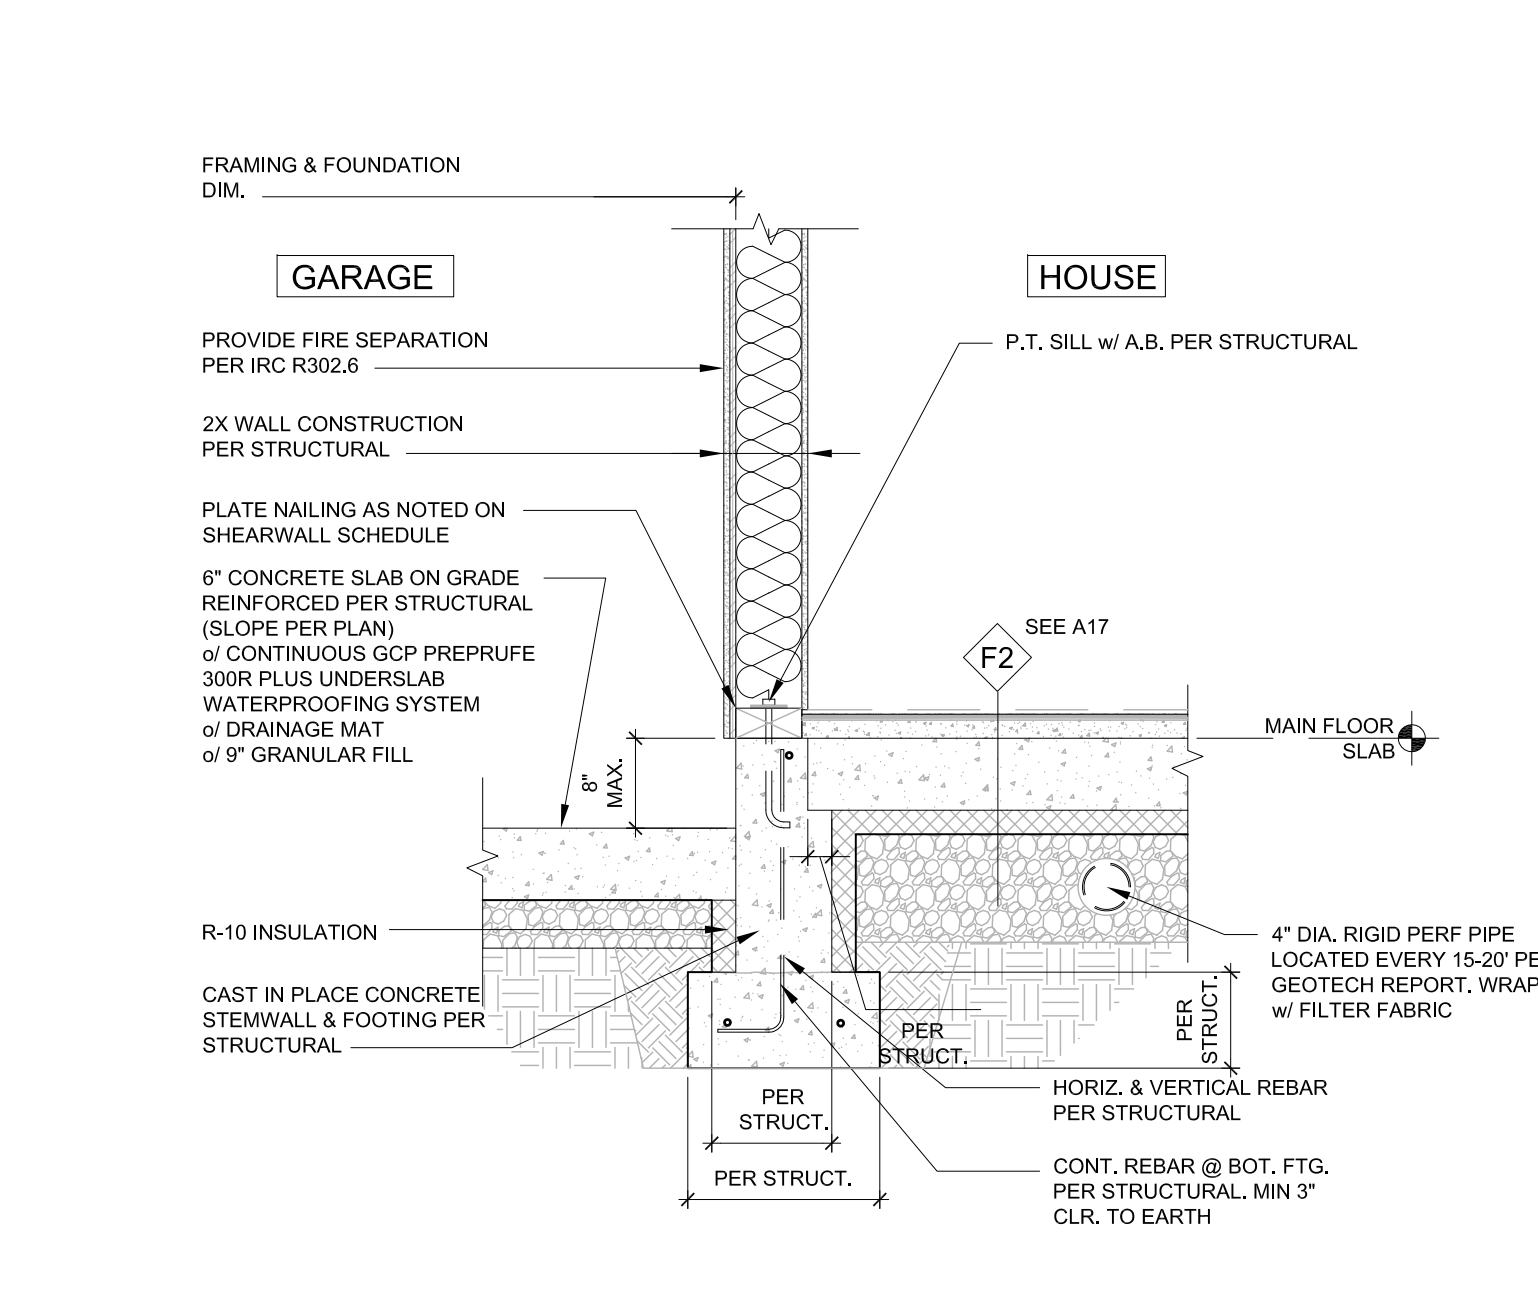 FRAMING & FOUNDATION
DIM.
GARAGE
HOUSE
PROVIDE FIRE SEPARATION
PER IRC R302.6
P.T. SILL w/ A.B. PER STRUCTURAL
2X WALL CONSTRUCTION
PER STRUCTURAL
PLATE NAILING AS NOTED ON
SHEARWALL SCHEDULE
6" CONCRETE SLAB ON GRADE
REINFORCED PER STRUCTURAL
(SLOPE PER PLAN)
o/ CONTINUOUS GCP PREPRUFE
300R PLUS UNDERSLAB
WATERPROOFING SYSTEM
o/ DRAINAGE MAT
o/ 9" GRANULAR FILL
SEE A17
F2
MAIN FLOOR
SLAB
8"
MAX.
R-10 INSULATION
4" DIA. RIGID PERF PIPE
LOCATED EVERY 15-20' PE
GEOTECH REPORT. WRAP
w/ FILTER FABRIC
CAST IN PLACE CONCRETE
STEMWALL & FOOTING PER
STRUCTURAL
PER
STRUCT.
PER
STRUCT.
HORIZ. & VERTICAL REBAR
PER STRUCTURAL
PER
STRUCT.
PER STRUCT.
CONT. REBAR @ BOT. FTG.
PER STRUCTURAL. MIN 3"
CLR. TO EARTH